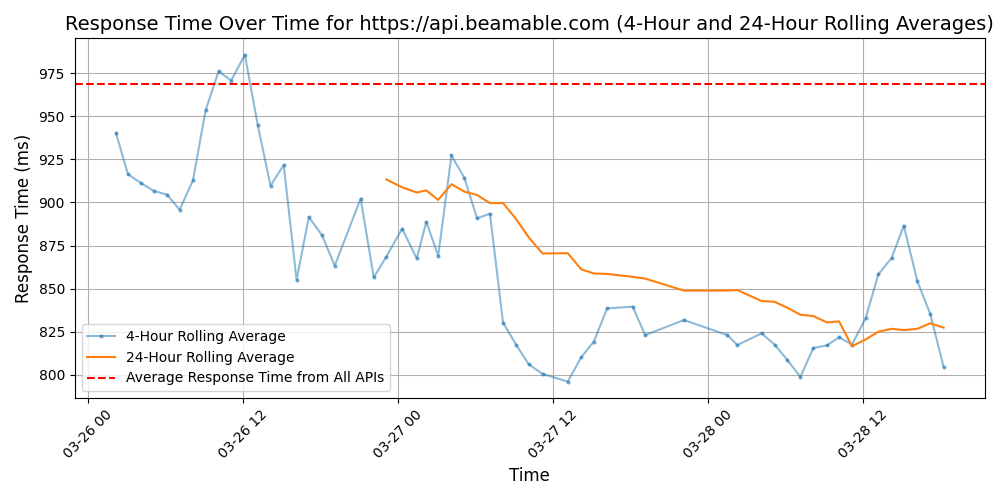 Response Time Over Time for https://api.beamable.com (4-Hour and 24-Hour Rolling Averages)
Response Time (ms)
975
950
925
900
875
850
825
800
4-Hour Rolling Average
24-Hour Rolling Average
Average Response Time from All APIs
03-26 00
03-26 12
03-27 00
03-27 12
03-28 00
03-28 12
Time